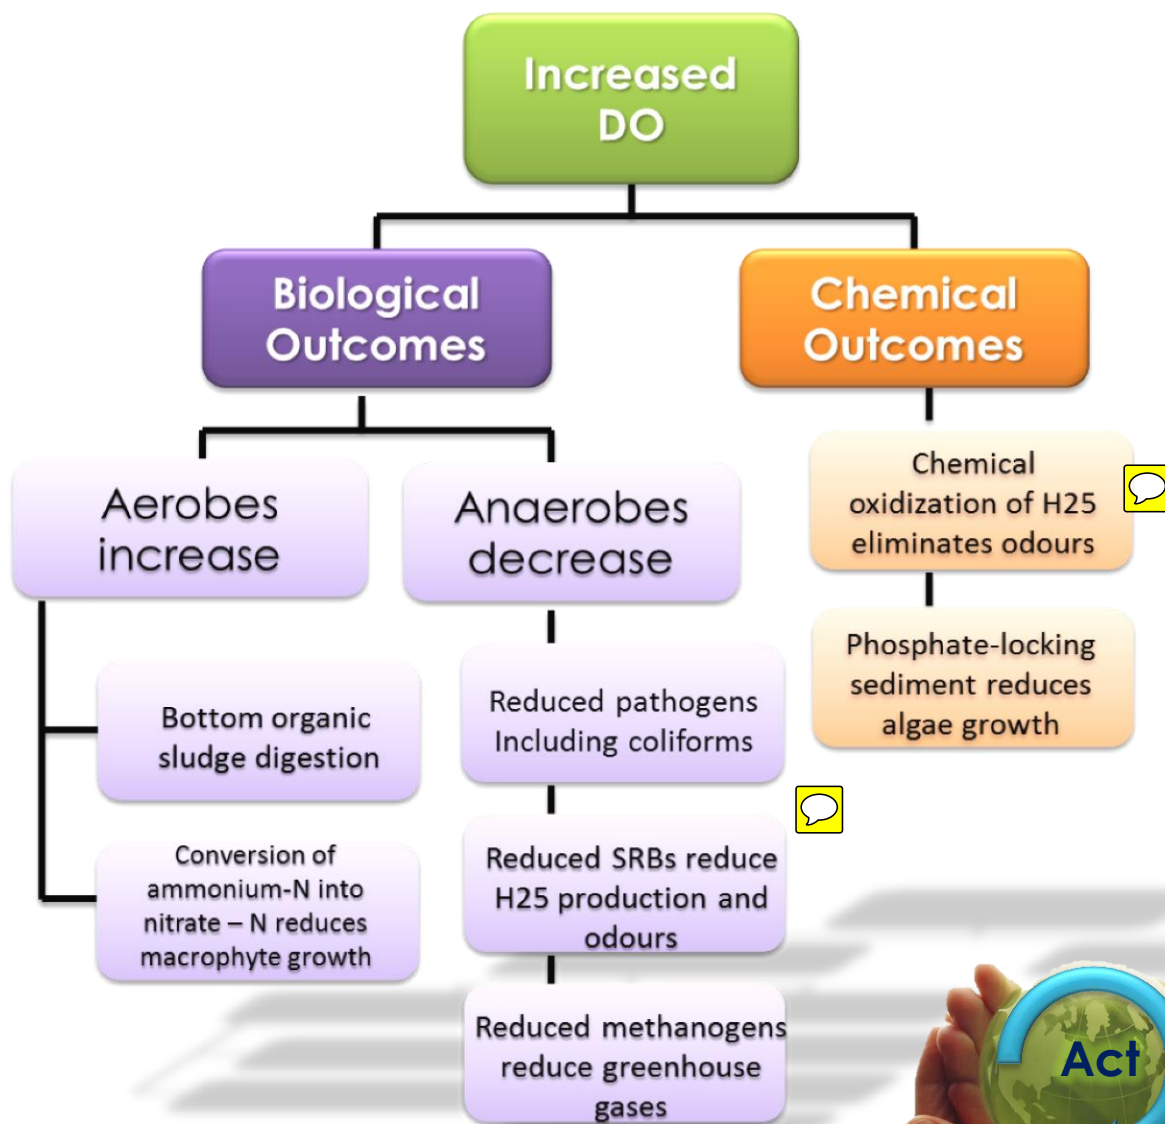 Increased
DO
Biological
Outcomes
Chemical
Outcomes
Aerobes
increase
Anaerobes
decrease
Chemical
oxidization of H25
eliminates odours
Phosphate-locking
sediment reduces
algae growth
Bottom organic
sludge digestion
Conversion of
ammonium-N into
nitrate – N reduces
macrophyte growth
Reduced pathogens
Including coliforms
Reduced SRBs reduce
H25 production and
odours
Reduced methanogens
reduce greenhouse
gases
Act